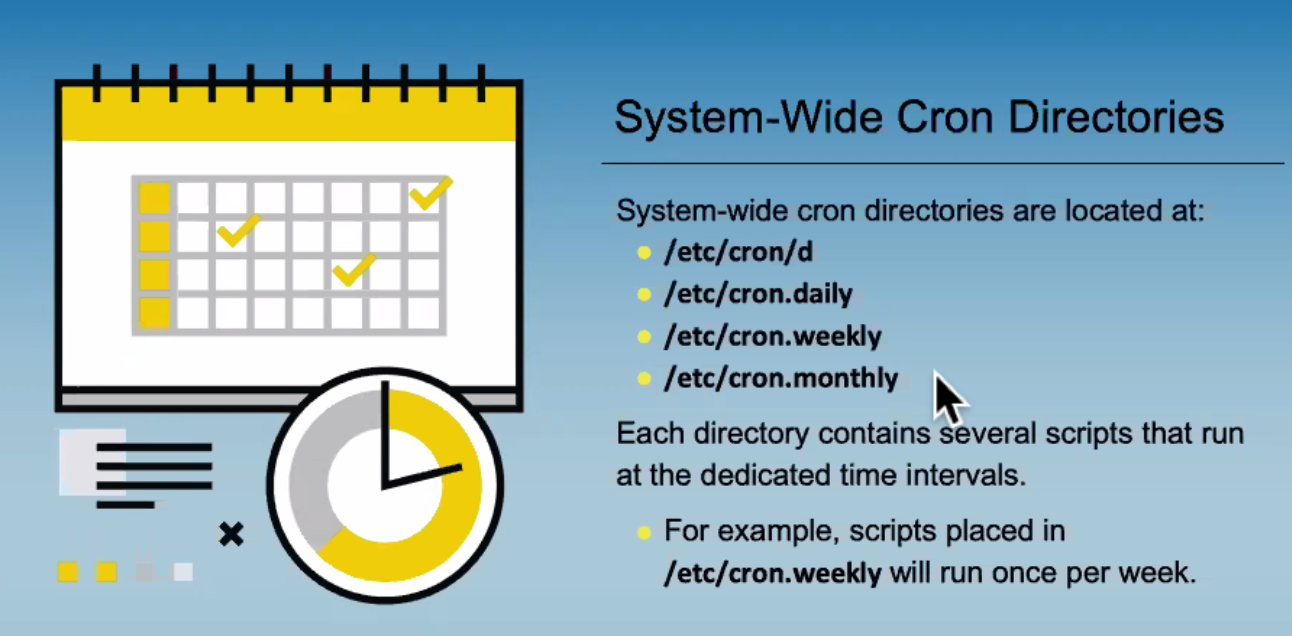 System-Wide Cron Directories
System-wide cron directories are located at:
/etc/cron/d
/etc/cron.daily
/etc/cron.weekly
/etc/cron.monthly
Each directory contains several scripts that run
at the dedicated time intervals.
For example, scripts placed in
/etc/cron.weekly will run once per week.